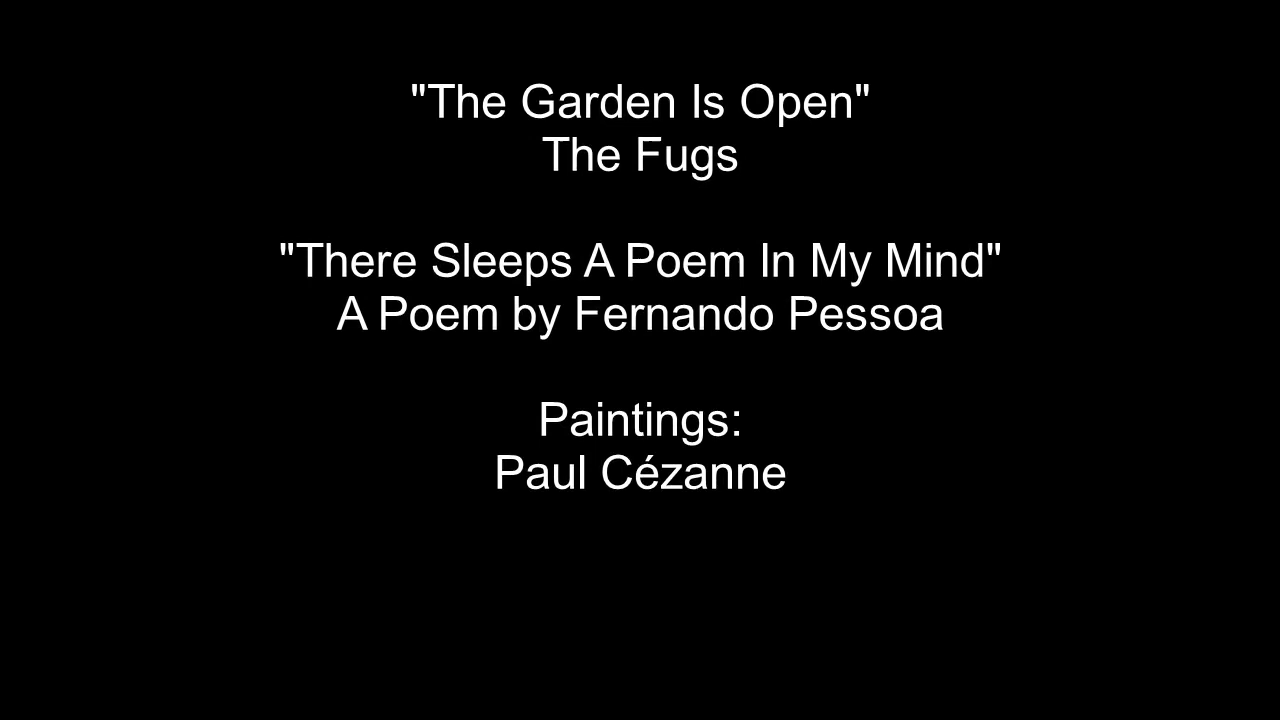 "The Garden Is Open"
The Fugs
"There Sleeps A Poem In My Mind"
A Poem by Fernando Pessoa
Paintings:
Paul Cézanne